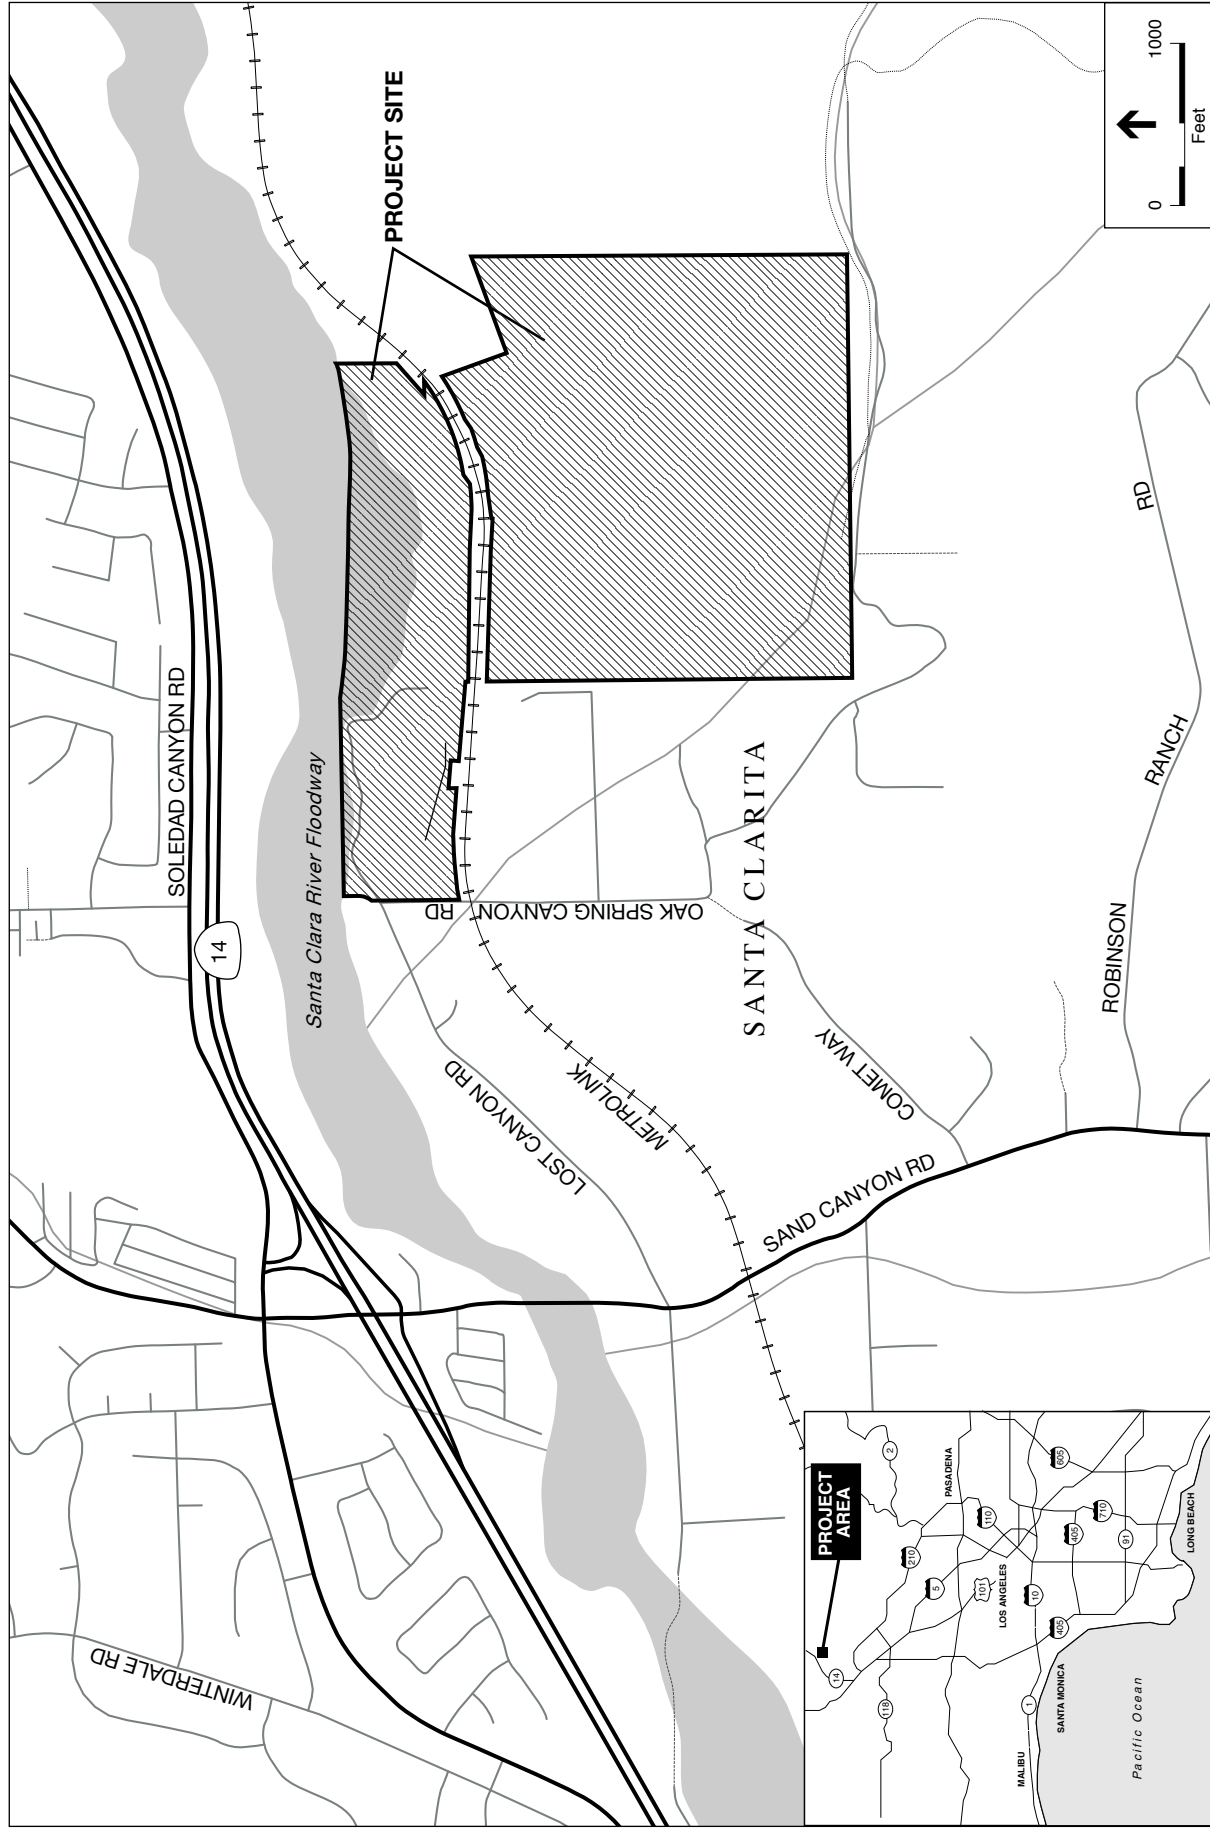 PROJECT SITE
SOLEDAD CANYON RD
14
Santa Clara River Floodway
OAK SPRING CANYON
RD
SANTA CLARITA
LOST CANYON RD
METROLINK
COMET WAY
SAND CANYON RD
ROBINSON
RANCH
RD
WINTERDALE RD
0
1000
Feet
PROJECT
AREA
14
118
2
210
5
PASADENA
110
101
LOS ANGELES
10
405
605
710
405
91
1
MALIBU
SANTA MONICA
LONG BEACH
Pacific Ocean